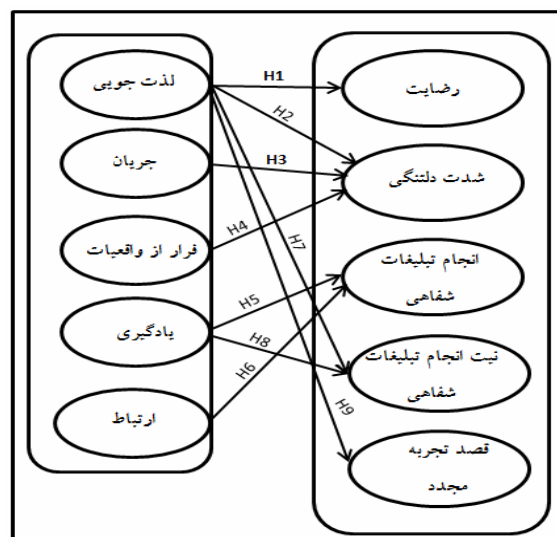 لذت جویی
جریان
فرار از واقعیات
یادگیری
ارتباط
H1
H2
H3
H4
H5
H6
H7
H8
H9
رضایت
شدت دلتنگی
انجام تبلیغات
شفاهی
نیت انجام تبلیغات
شفاهی
قصد تجربه
مجدد